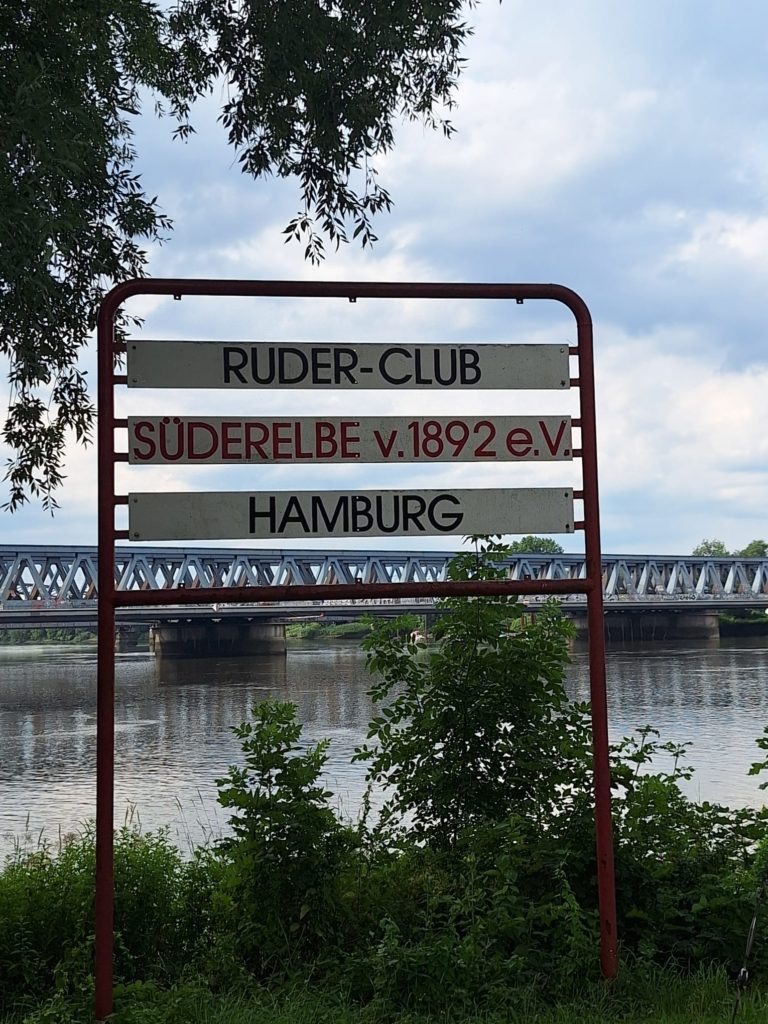 RUDER-CLUB
SÜDERELBE v.1892 e.V.
HAMBURG